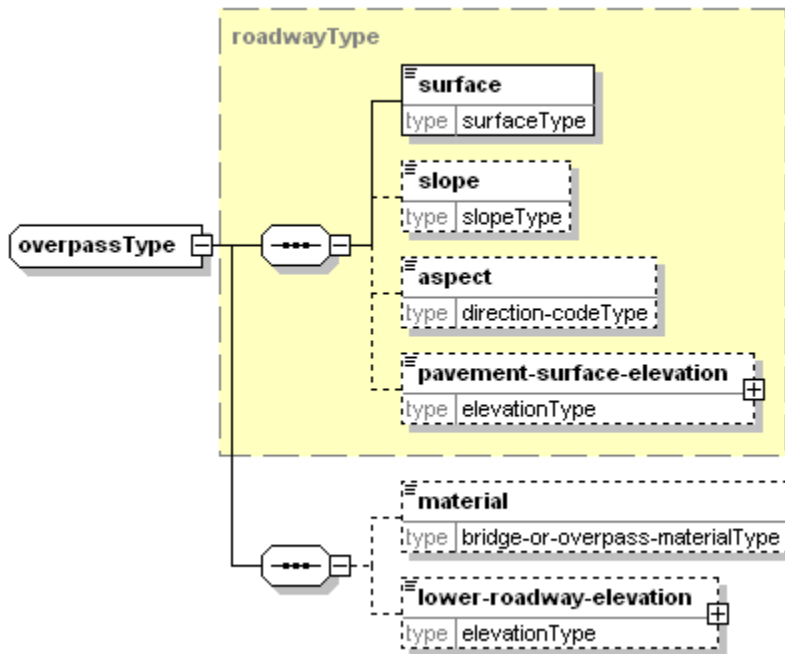 roadwayType
surface
type surfaceType
slope
type slopeType
overpassType
aspect
type direction-codeType
pavement-surface-elevation
type elevationType
material
type bridge-or-overpass-materialType
lower-roadway-elevation
type elevationType